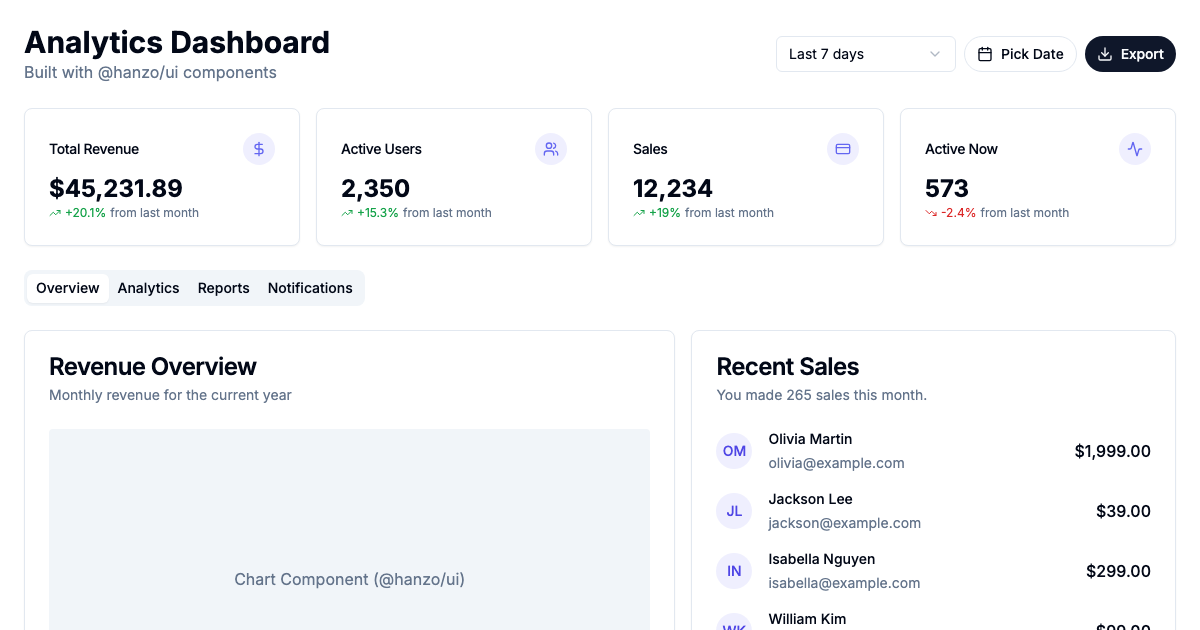 Analytics Dashboard
Built with @hanzo/ui components
Last 7 days
Pick Date
Export
Total Revenue
$45,231.89
+20.1% from last month
Active Users
2,350
+15.3% from last month
Sales
12,234
+19% from last month
Active Now
573
-2.4% from last month
Overview
Analytics
Reports
Notifications
Revenue Overview
Monthly revenue for the current year
Chart Component (@hanzo/ui)
Recent Sales
You made 265 sales this month.
OM
Olivia Martin
olivia@example.com
$1,999.00
JL
Jackson Lee
jackson@example.com
$39.00
IN
Isabella Nguyen
isabella@example.com
$299.00
WK
William Kim